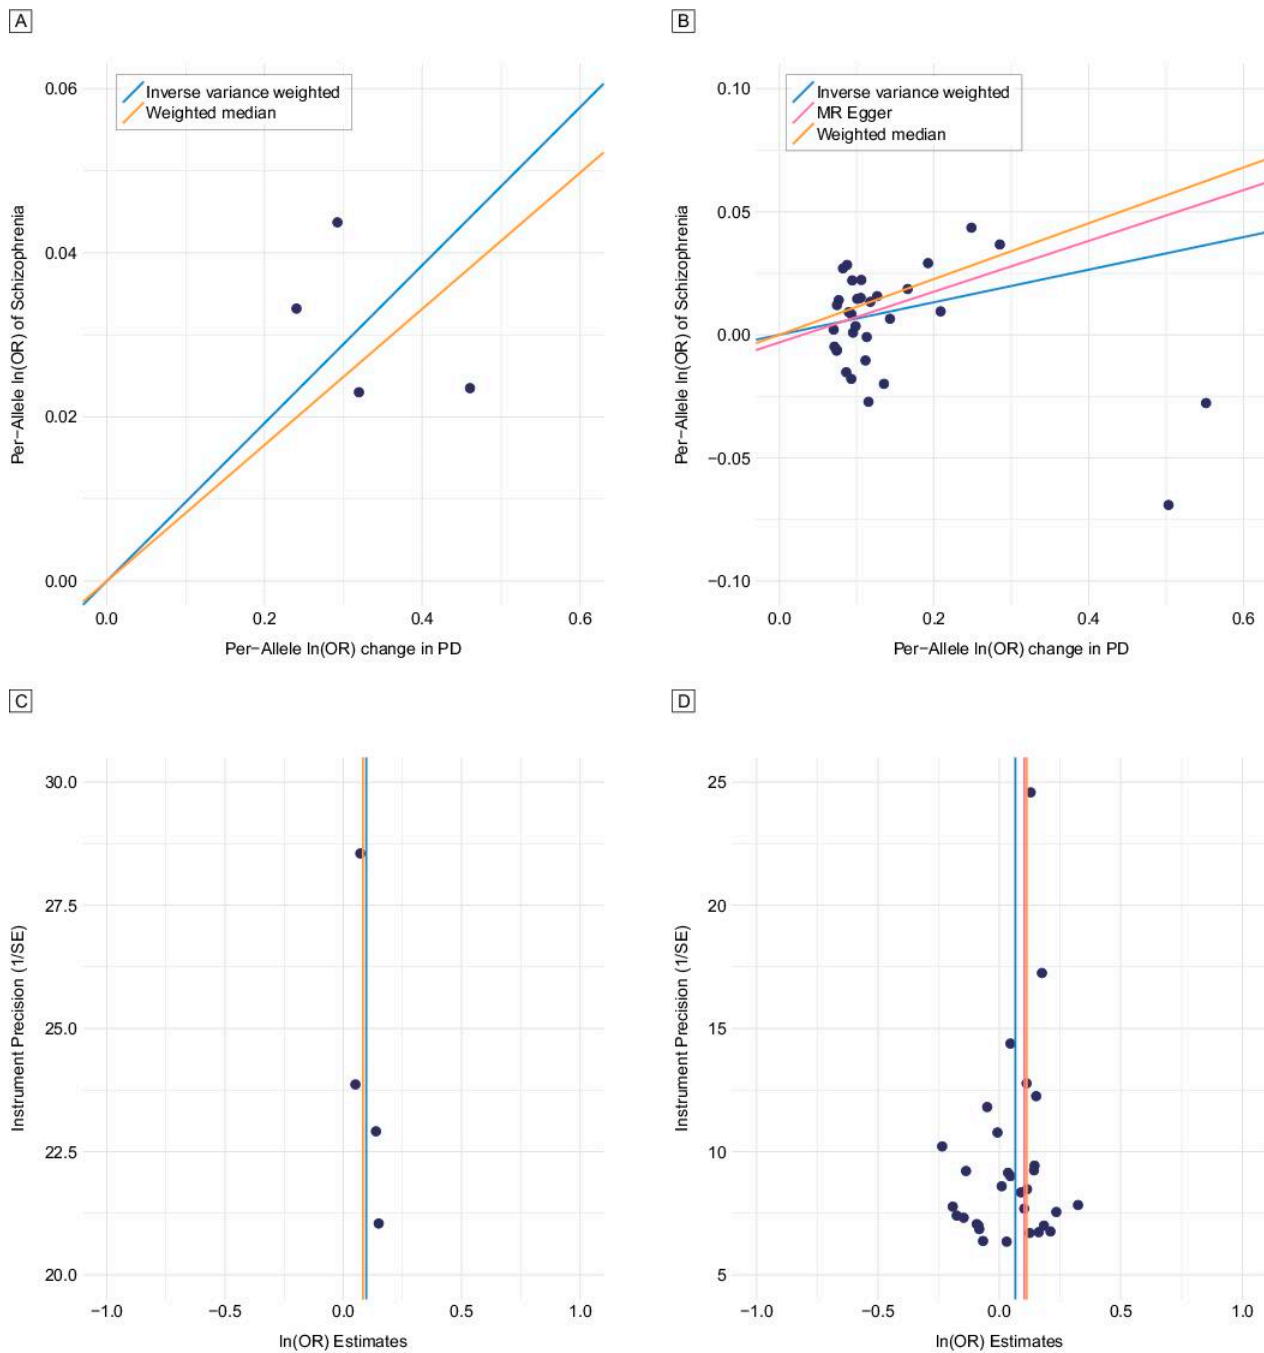 A
0.06
0.04
0.02
0.00
Per−Allele ln(OR) of Schizophrenia
Inverse variance weighted
Weighted median
0.0 0.2 0.4 0.6
Per−Allele ln(OR) change in PD
B
0.10
0.05
0.00
−0.05
−0.10
Per−Allele ln(OR) of Schizophrenia
Inverse variance weighted
MR Egger
Weighted median
0.0 0.2 0.4 0.6
Per−Allele ln(OR) change in PD
C
30.0
27.5
25.0
22.5
20.0
Instrument Precision (1/SE)
−1.0 −0.5 0.0 0.5 1.0
ln(OR) Estimates
D
25
20
15
10
5
Instrument Precision (1/SE)
−1.0 −0.5 0.0 0.5 1.0
ln(OR) Estimates